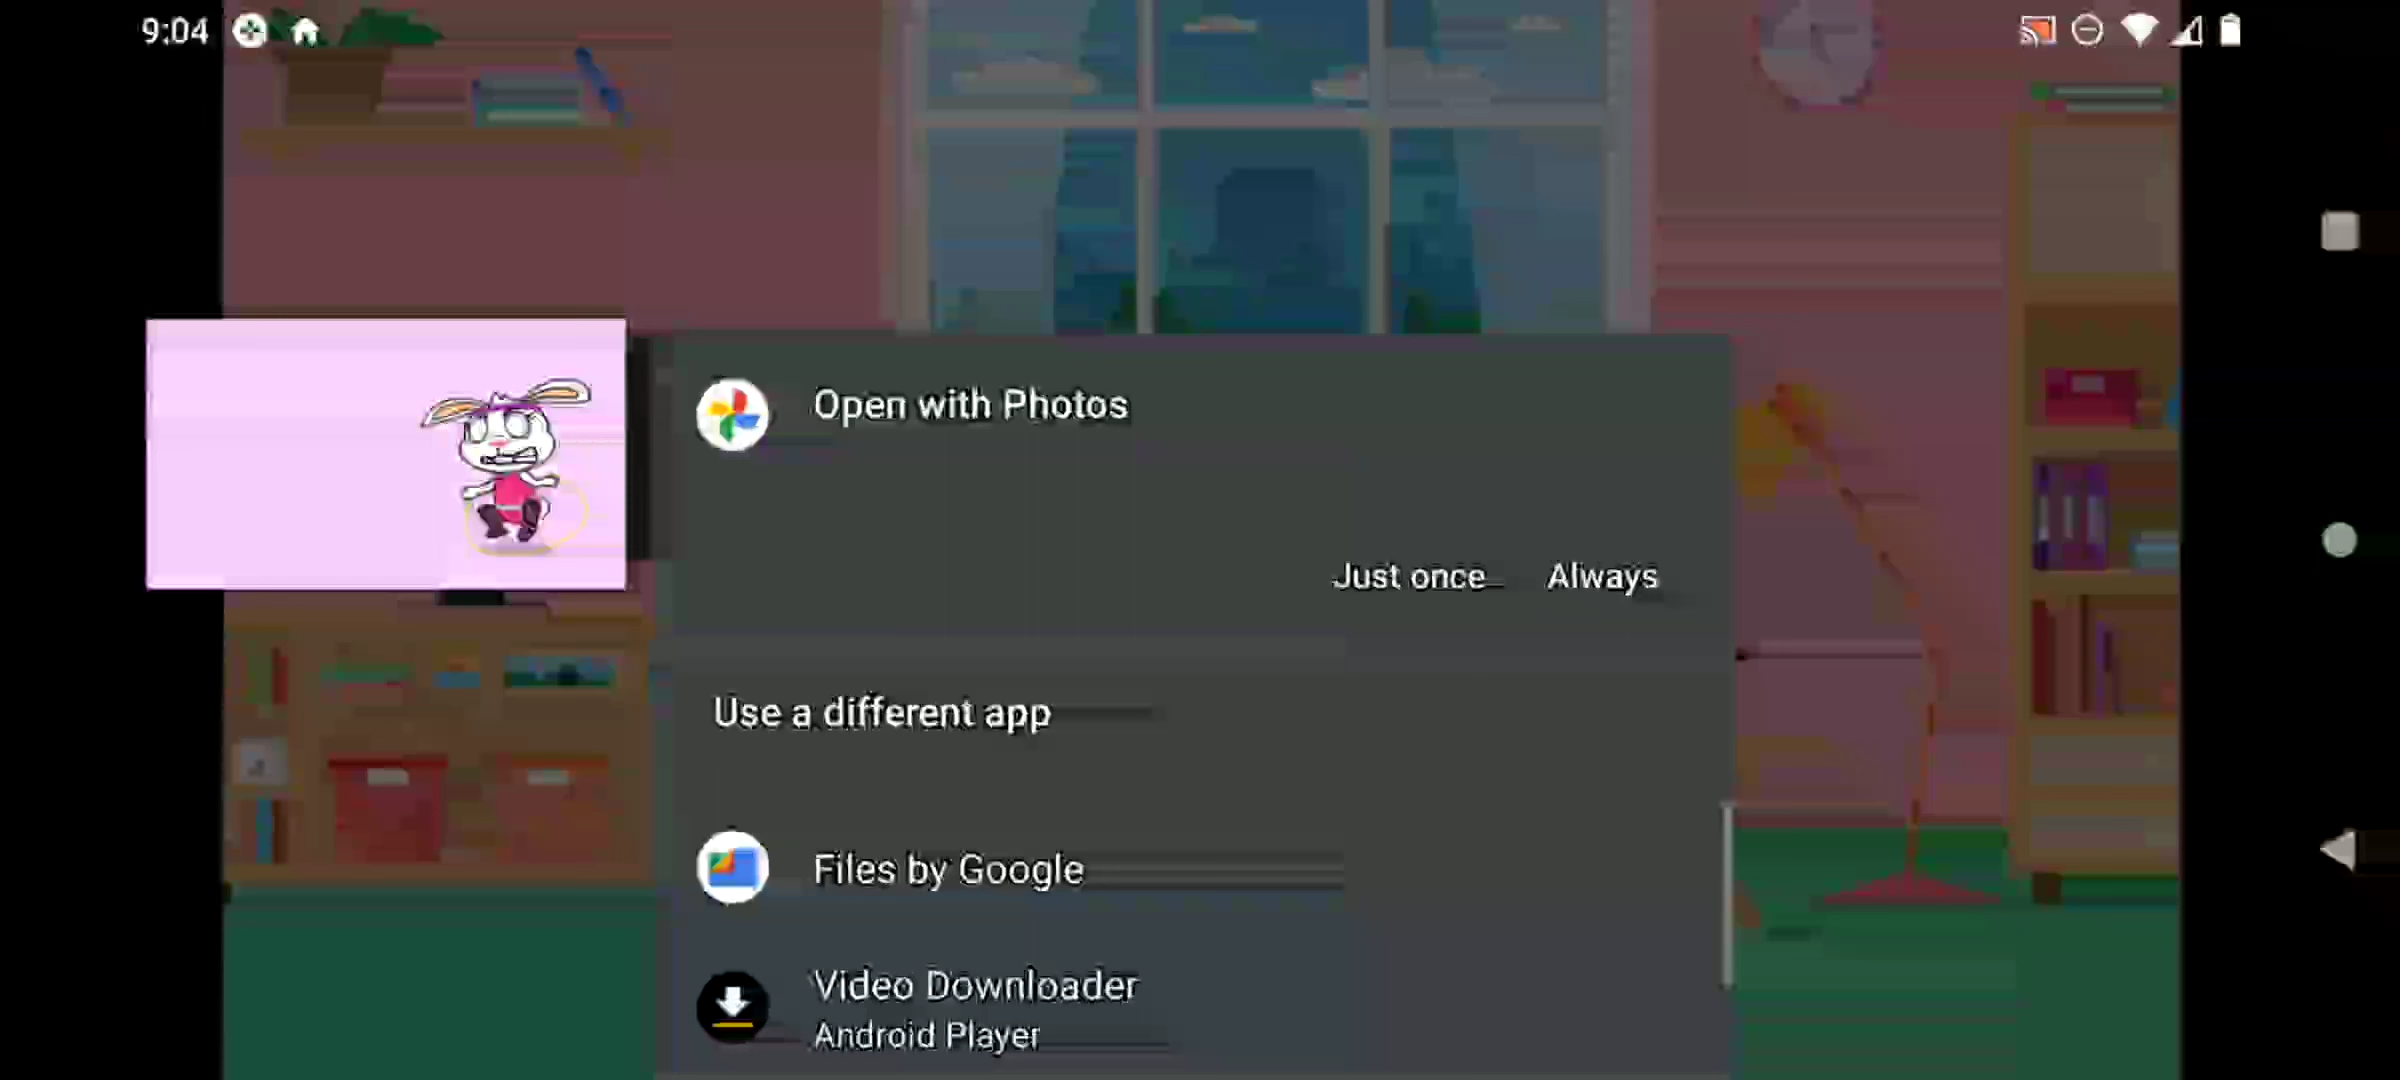 9:04
Open with Photos
Just once
Always
Use a different app
Files by Google
Video Downloader
Android Player